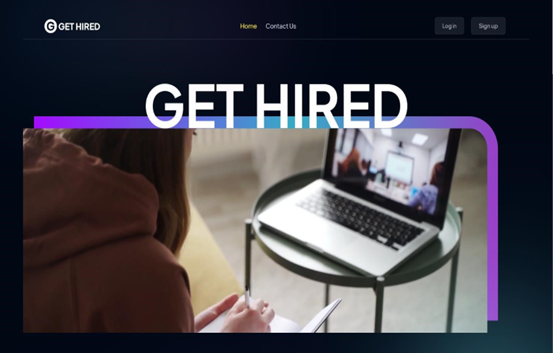 G GET HIRED
Home Contact Us Log in Sign up
GET HIRED